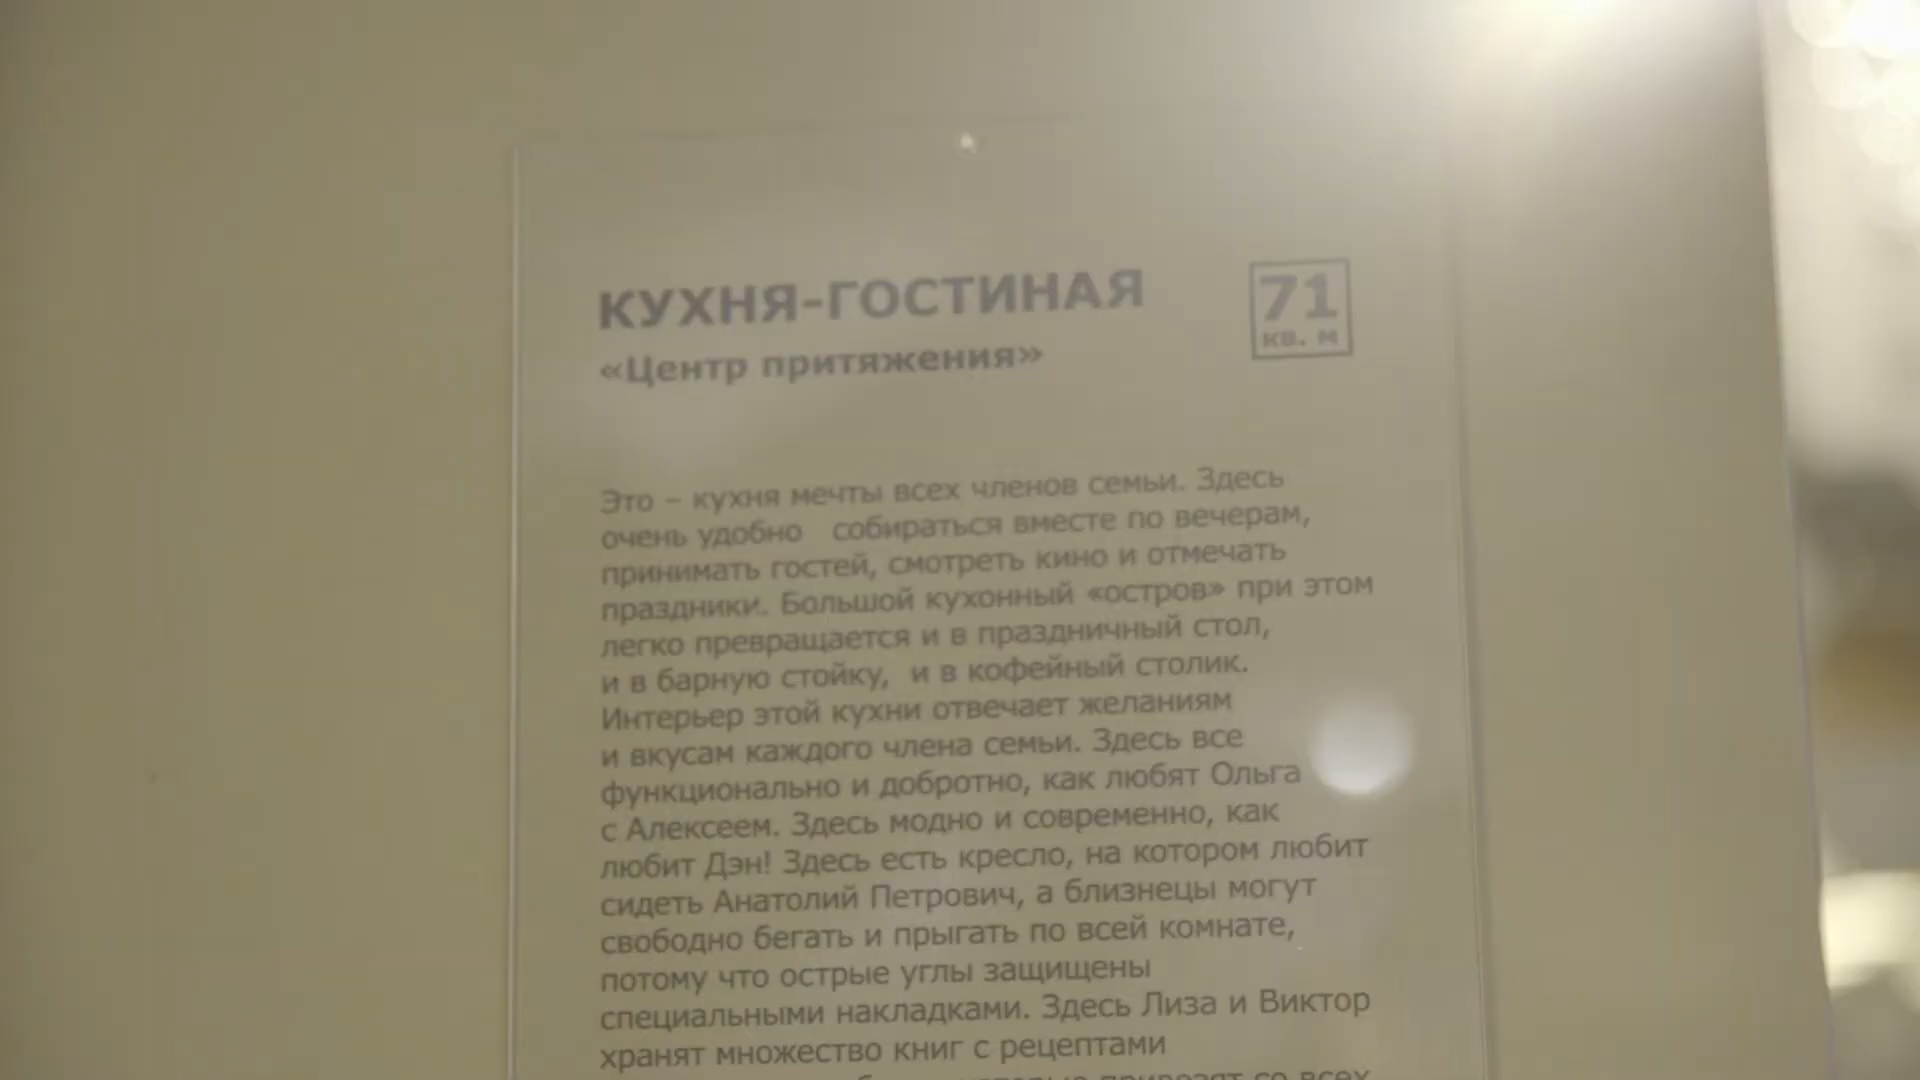 КУХНЯ-ГОСТИНАЯ
71
кв. м
«Центр притяжения»
Это – кухня мечты всех членов семьи. Здесь
очень удобно собираться вместе по вечерам,
принимать гостей, смотреть кино и отмечать
праздники. Большой кухонный «остров» при этом
легко превращается и в праздничный стол,
и в барную стойку, и в кофейный столик.
Интерьер этой кухни отвечает желаниям
и вкусам каждого члена семьи. Здесь все
функционально и добротно, как любят Ольга
с Алексеем. Здесь модно и современно, как
любит Дэн! Здесь есть кресло, на котором любит
сидеть Анатолий Петрович, а близнецы могут
свободно бегать и прыгать по всей комнате,
потому что острые углы защищены
специальными накладками. Здесь Лиза и Виктор
хранят множество книг с рецептами
привозят со всех